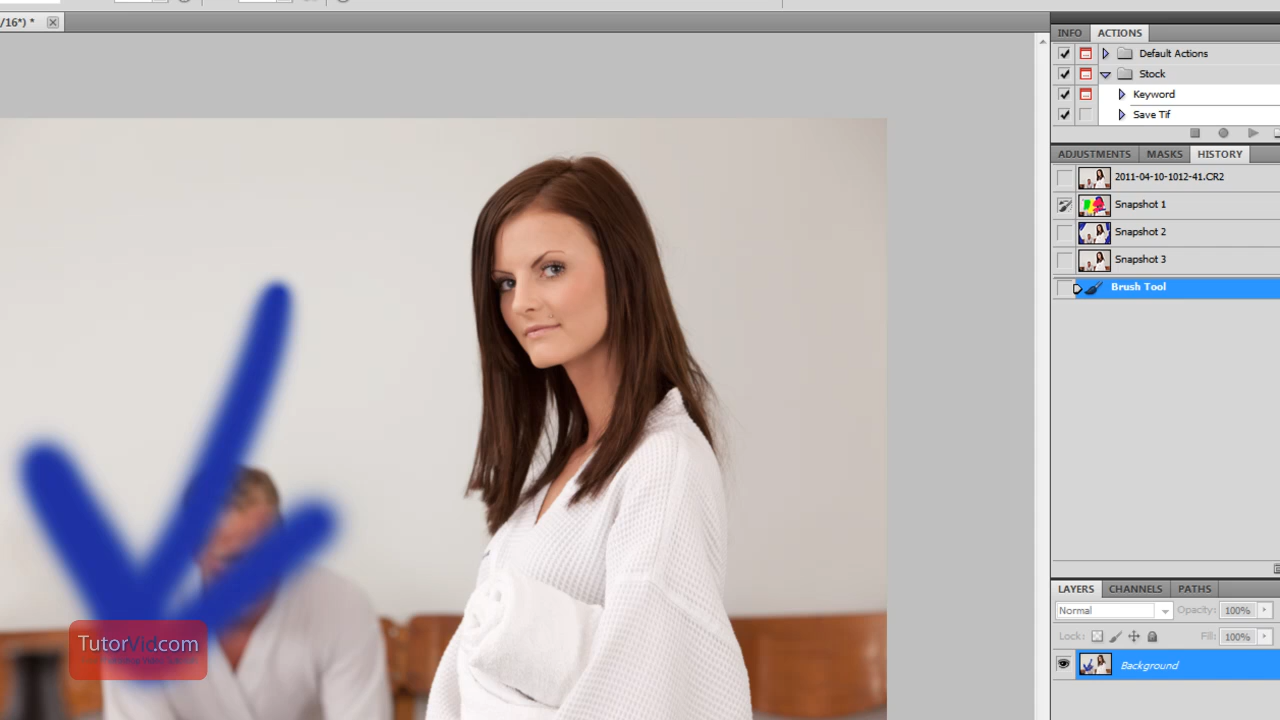 /16*) *
INFO
ACTIONS
Default Actions
Stock
Keyword
Save Tif
ADJUSTMENTS
MASKS
HISTORY
2011-04-10-1012-41.CR2
Snapshot 1
Snapshot 2
Snapshot 3
Brush Tool
LAYERS
CHANNELS
PATHS
Normal
Opacity: 100%
Lock:
Fill: 100%
Background
TutorVid.com